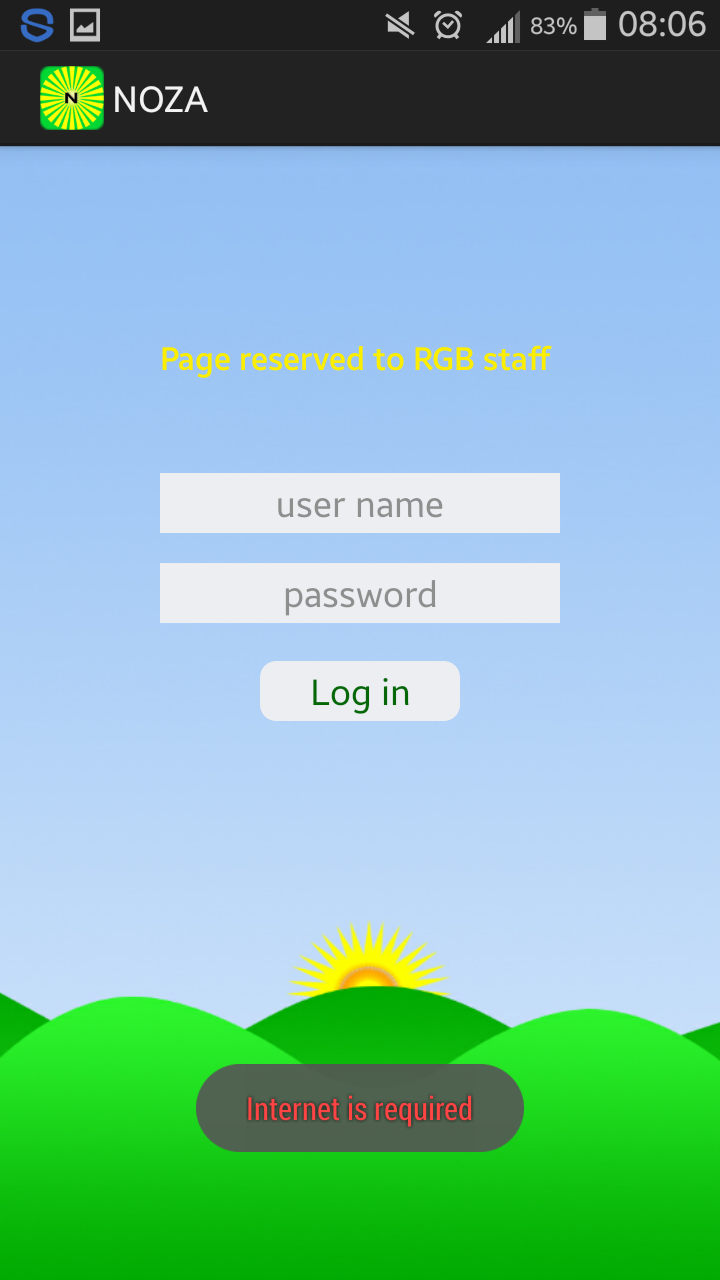 83% 08:06
N NOZA
Page reserved to RGB staff
user name
password
Log in
Internet is required